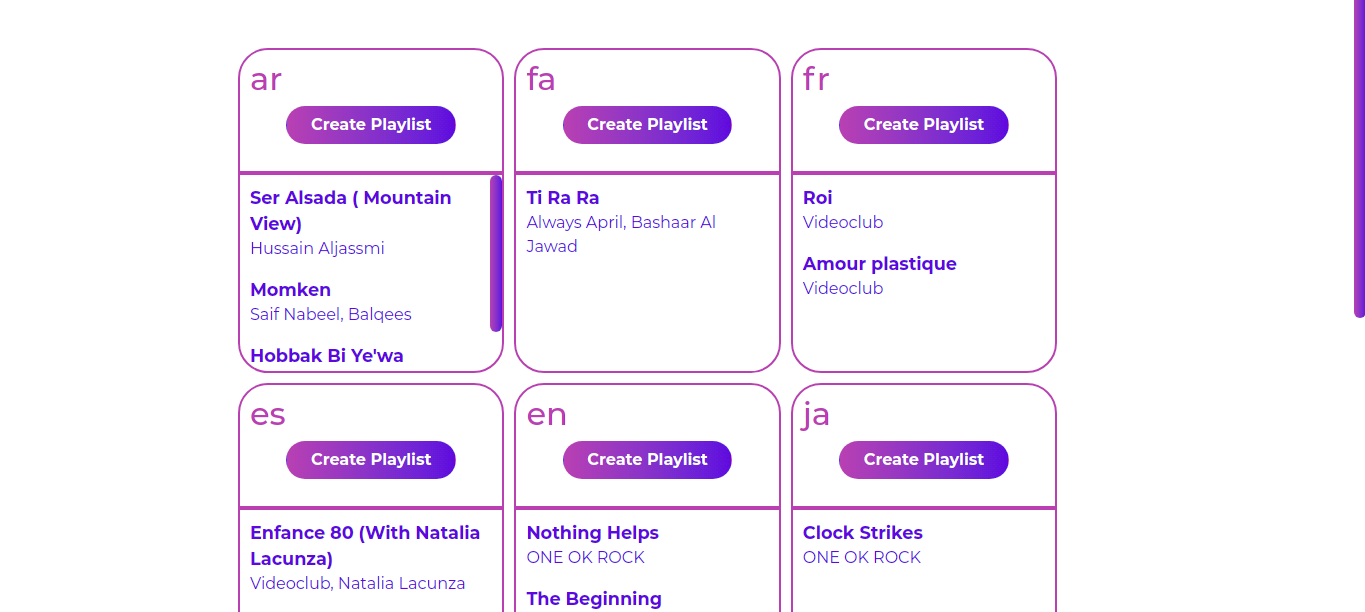 ar
Create Playlist
Ser Alsada ( Mountain
View)
Hussain Aljassmi
Momken
Saif Nabeel, Balqees
Hobbak Bi Ye'wa
fa
Create Playlist
Ti Ra Ra
Always April, Bashaar Al
Jawad
fr
Create Playlist
Roi
Videoclub
Amour plastique
Videoclub
es
Create Playlist
Enfance 80 (With Natalia
Lacunza)
Videoclub, Natalia Lacunza
en
Create Playlist
Nothing Helps
ONE OK ROCK
The Beginning
ja
Create Playlist
Clock Strikes
ONE OK ROCK